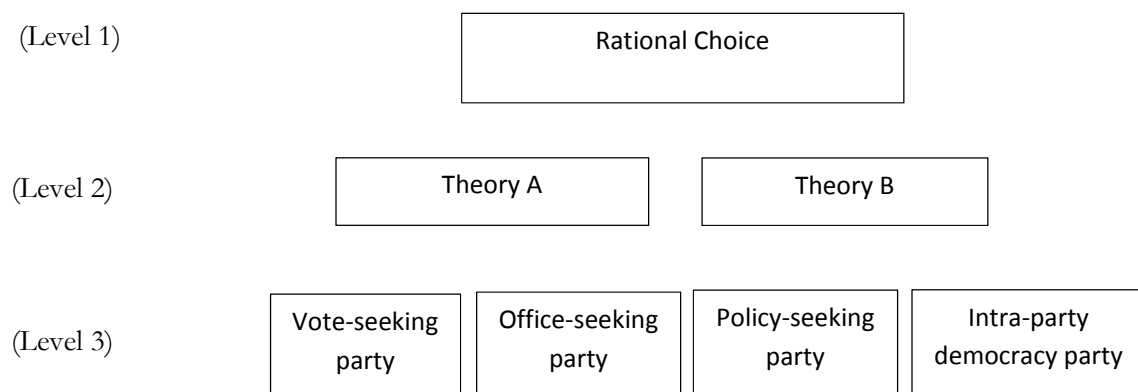 (Level 1)
Rational Choice
(Level 2)
Theory A
Theory B
(Level 3)
Vote-seeking
party
Office-seeking
party
Policy-seeking
party
Intra-party
democracy party